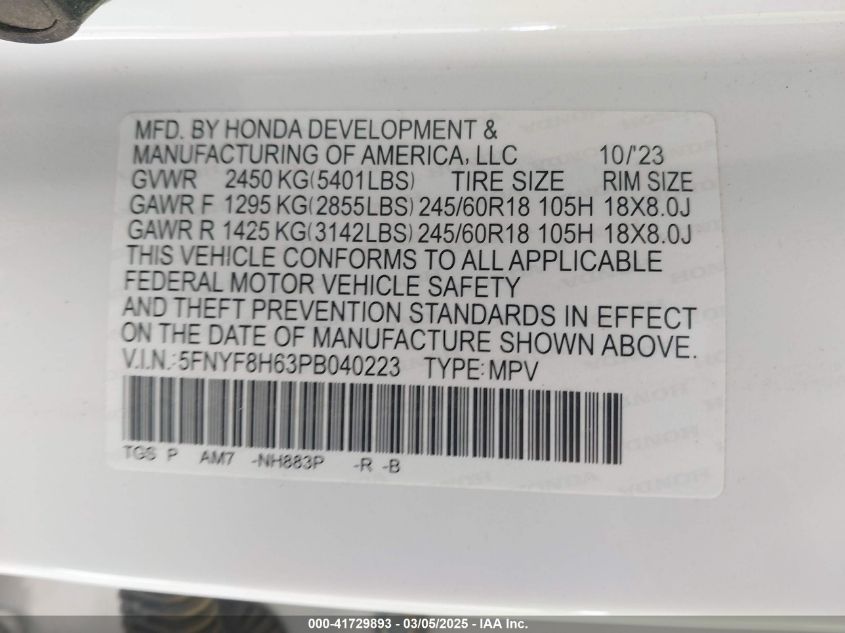 MFD. BY HONDA DEVELOPMENT &
MANUFACTURING OF AMERICA, LLC 10/'23
GVWR 2450 KG(5401LBS) TIRE SIZE RIM SIZE
GAWR F 1295 KG(2855LBS) 245/60R18 105H 18X8.0J
GAWR R 1425 KG(3142LBS) 245/60R18 105H 18X8.0J
THIS VEHICLE CONFORMS TO ALL APPLICABLE
FEDERAL MOTOR VEHICLE SAFETY
AND THEFT PREVENTION STANDARDS IN EFFECT
ON THE DATE OF MANUFACTURE SHOWN ABOVE.
V.I.N.:5FNYF8H63PB040223 TYPE:MPV
TGS P AM7 -NH883P -R -B
000-41729893 - 03/05/2025 - IAA Inc.